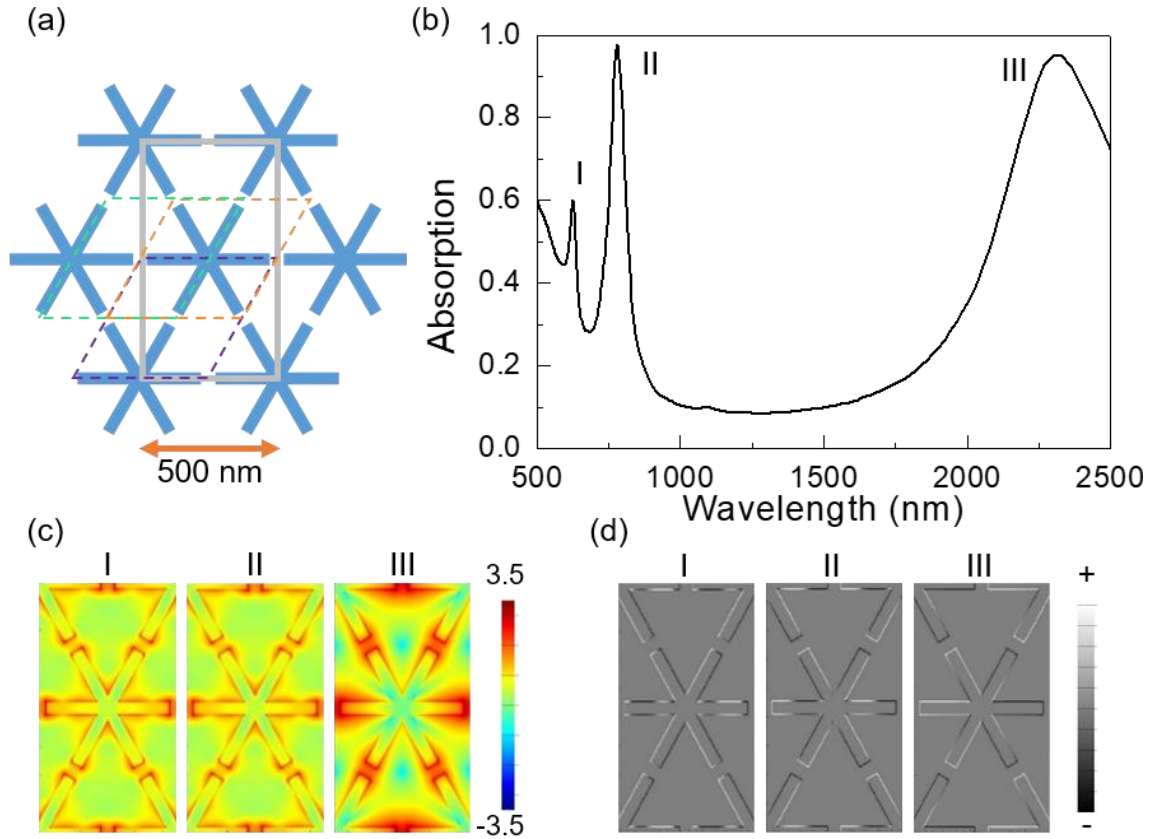 (a)
500 nm
(b)
Absorption
1.0
0.8
0.6
0.4
0.2
0.0
I
II
III
500
1000
1500
2000
2500
Wavelength (nm)
(c)
I
II
III
3.5
-3.5
(d)
I
II
III
+
-